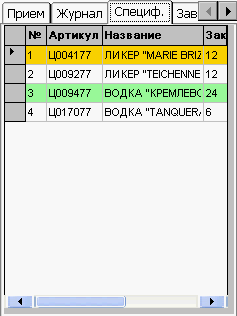 Прием Журнал Специф. Зав
№ Артикул Название Зак
1 Ц004177 ЛИКЕР "MARIE BRIZ 12
2 Ц009277 ЛИКЕР "TEICHENNE 12
3 Ц009477 ВОДКА "КРЕМЛЕВС 24
4 Ц017077 ВОДКА "TANQUERA 6